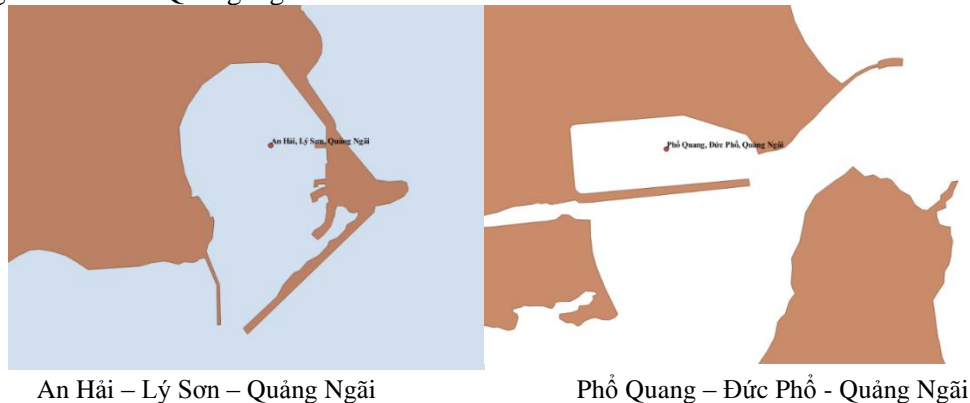 An Hải, Lý Sơn, Quảng Ngãi
Phổ Quang, Đức Phổ, Quảng Ngãi
An Hải – Lý Sơn – Quảng Ngãi
Phổ Quang – Đức Phổ - Quảng Ngãi